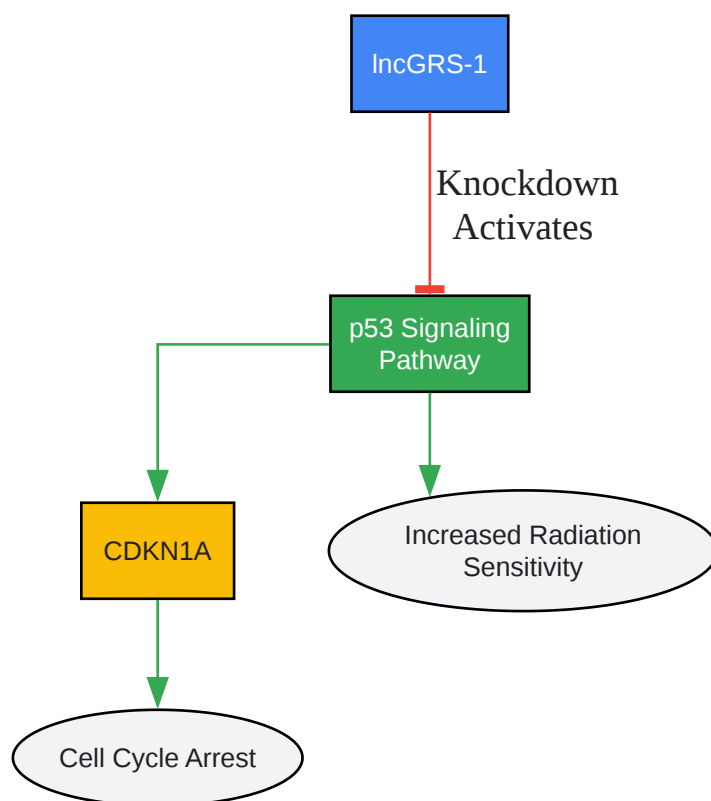 lncGRS-1
Knockdown
Activates
p53 Signaling
Pathway
CDKN1A
Increased Radiation
Sensitivity
Cell Cycle Arrest